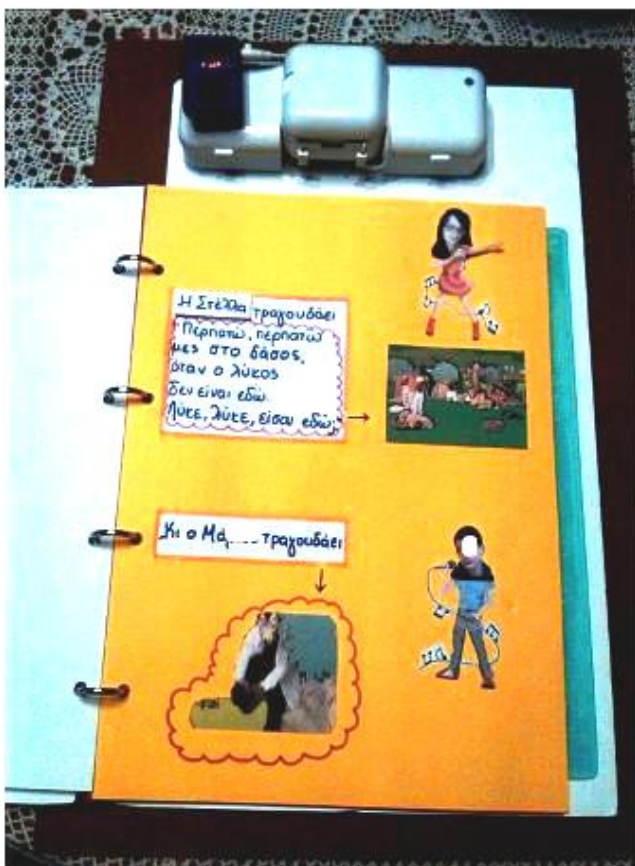 Η Στέλλα τραγουδάει
"Περπατώ, περπατώ
μες στο δάσος,
όταν ο λύκος
δεν είναι εδώ.
Λύκε, λύκε, είσαι εδώ;"
Κι ο Μά.... τραγουδάει